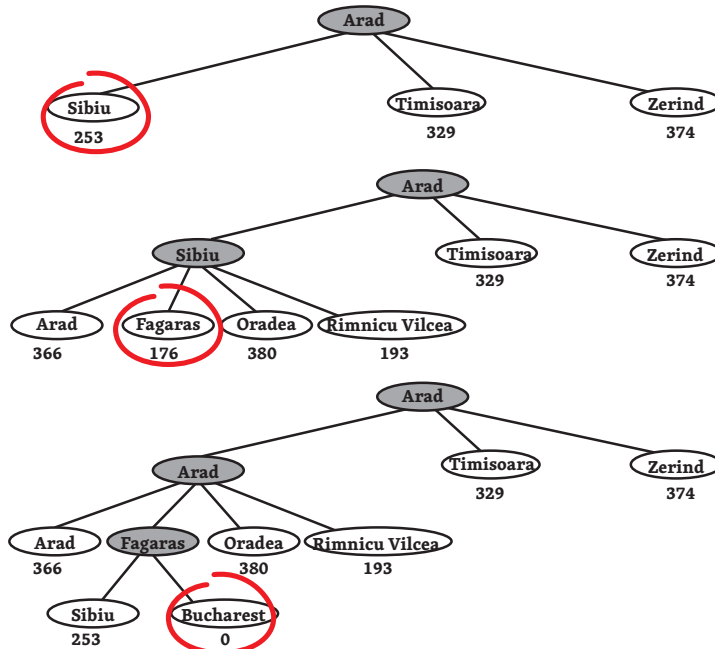 Arad
Sibiu Timisoara Zerind
253 329 374
Arad
Sibiu Timisoara Zerind
329 374
Arad Fagaras Oradea Rimnicu Vilcea
366 176 380 193
Arad
Arad Timisoara Zerind
329 374
Arad Fagaras Oradea Rimnicu Vilcea
366 380 193
Sibiu Bucharest
253 0